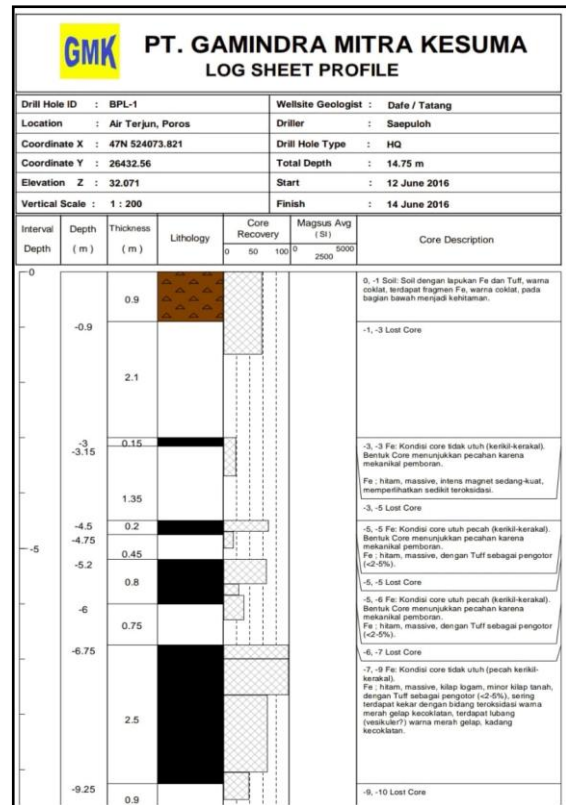 GMK
PT. GAMINDRA MITRA KESUMA
LOG SHEET PROFILE
Drill Hole ID : BPL-1 Wellsite Geologist : Dafe / Tatang
Location : Air Terjun, Poros Driller : Saepuloh
Coordinate X : 47N 524073.821 Drill Hole Type : HQ
Coordinate Y : 26432.56 Total Depth : 14.75 m
Elevation Z : 32.071 Start : 12 June 2016
Vertical Scale : 1 : 200 Finish : 14 June 2016
Interval Depth
Depth ( m )
Thickness ( m )
Lithology
Core Recovery
0 50 100
Magsus Avg ( SI )
0 2500 5000
Core Description
0
0.9
0, -1 Soil: Soil dengan lapukan Fe dan Tuff, warna
coklat, terdapat fragmen Fe, warna coklat, pada
bagian bawah menjadi kehitaman.
-0.9
-1, -3 Lost Core
2.1
-3
-3.15
0.15
-3, -3 Fe: Kondisi core tidak utuh (kerikil-kerakal).
Bentuk Core menunjukkan pecahan karena
mekanikal pemboran.
Fe ; hitam, massive, intens magnet sedang-kuat,
memperlihatkan sedikit teroksidasi.
1.35
-3, -5 Lost Core
-4.5
0.2
-4.75
-5
-5, -5 Fe: Kondisi core utuh pecah (kerikil-kerakal).
Bentuk Core menunjukkan pecahan karena
mekanikal pemboran.
Fe ; hitam, massive, dengan Tuff sebagai pengotor
(<2-5%).
0.45
-5.2
-5, -5 Lost Core
0.8
-5, -6 Fe: Kondisi core utuh pecah (kerikil-kerakal).
Bentuk Core menunjukkan pecahan karena
mekanikal pemboran.
Fe ; hitam, massive, dengan Tuff sebagai pengotor
(<2-5%).
-6
0.75
-6, -7 Lost Core
-6.75
-7, -9 Fe: Kondisi core tidak utuh (pecah kerikil-
kerakal).
Fe ; hitam, massive, kilap logam, minor kilap tanah,
dengan Tuff sebagai pengotor (<2-5%), sering
terdapat kekar dengan bidang teroksidasi warna
merah gelap kecoklatan, terdapat lubang
(vesikuler?) warna merah gelap, kadang
kecoklatan.
2.5
-9.25
0.9
-9, -10 Lost Core